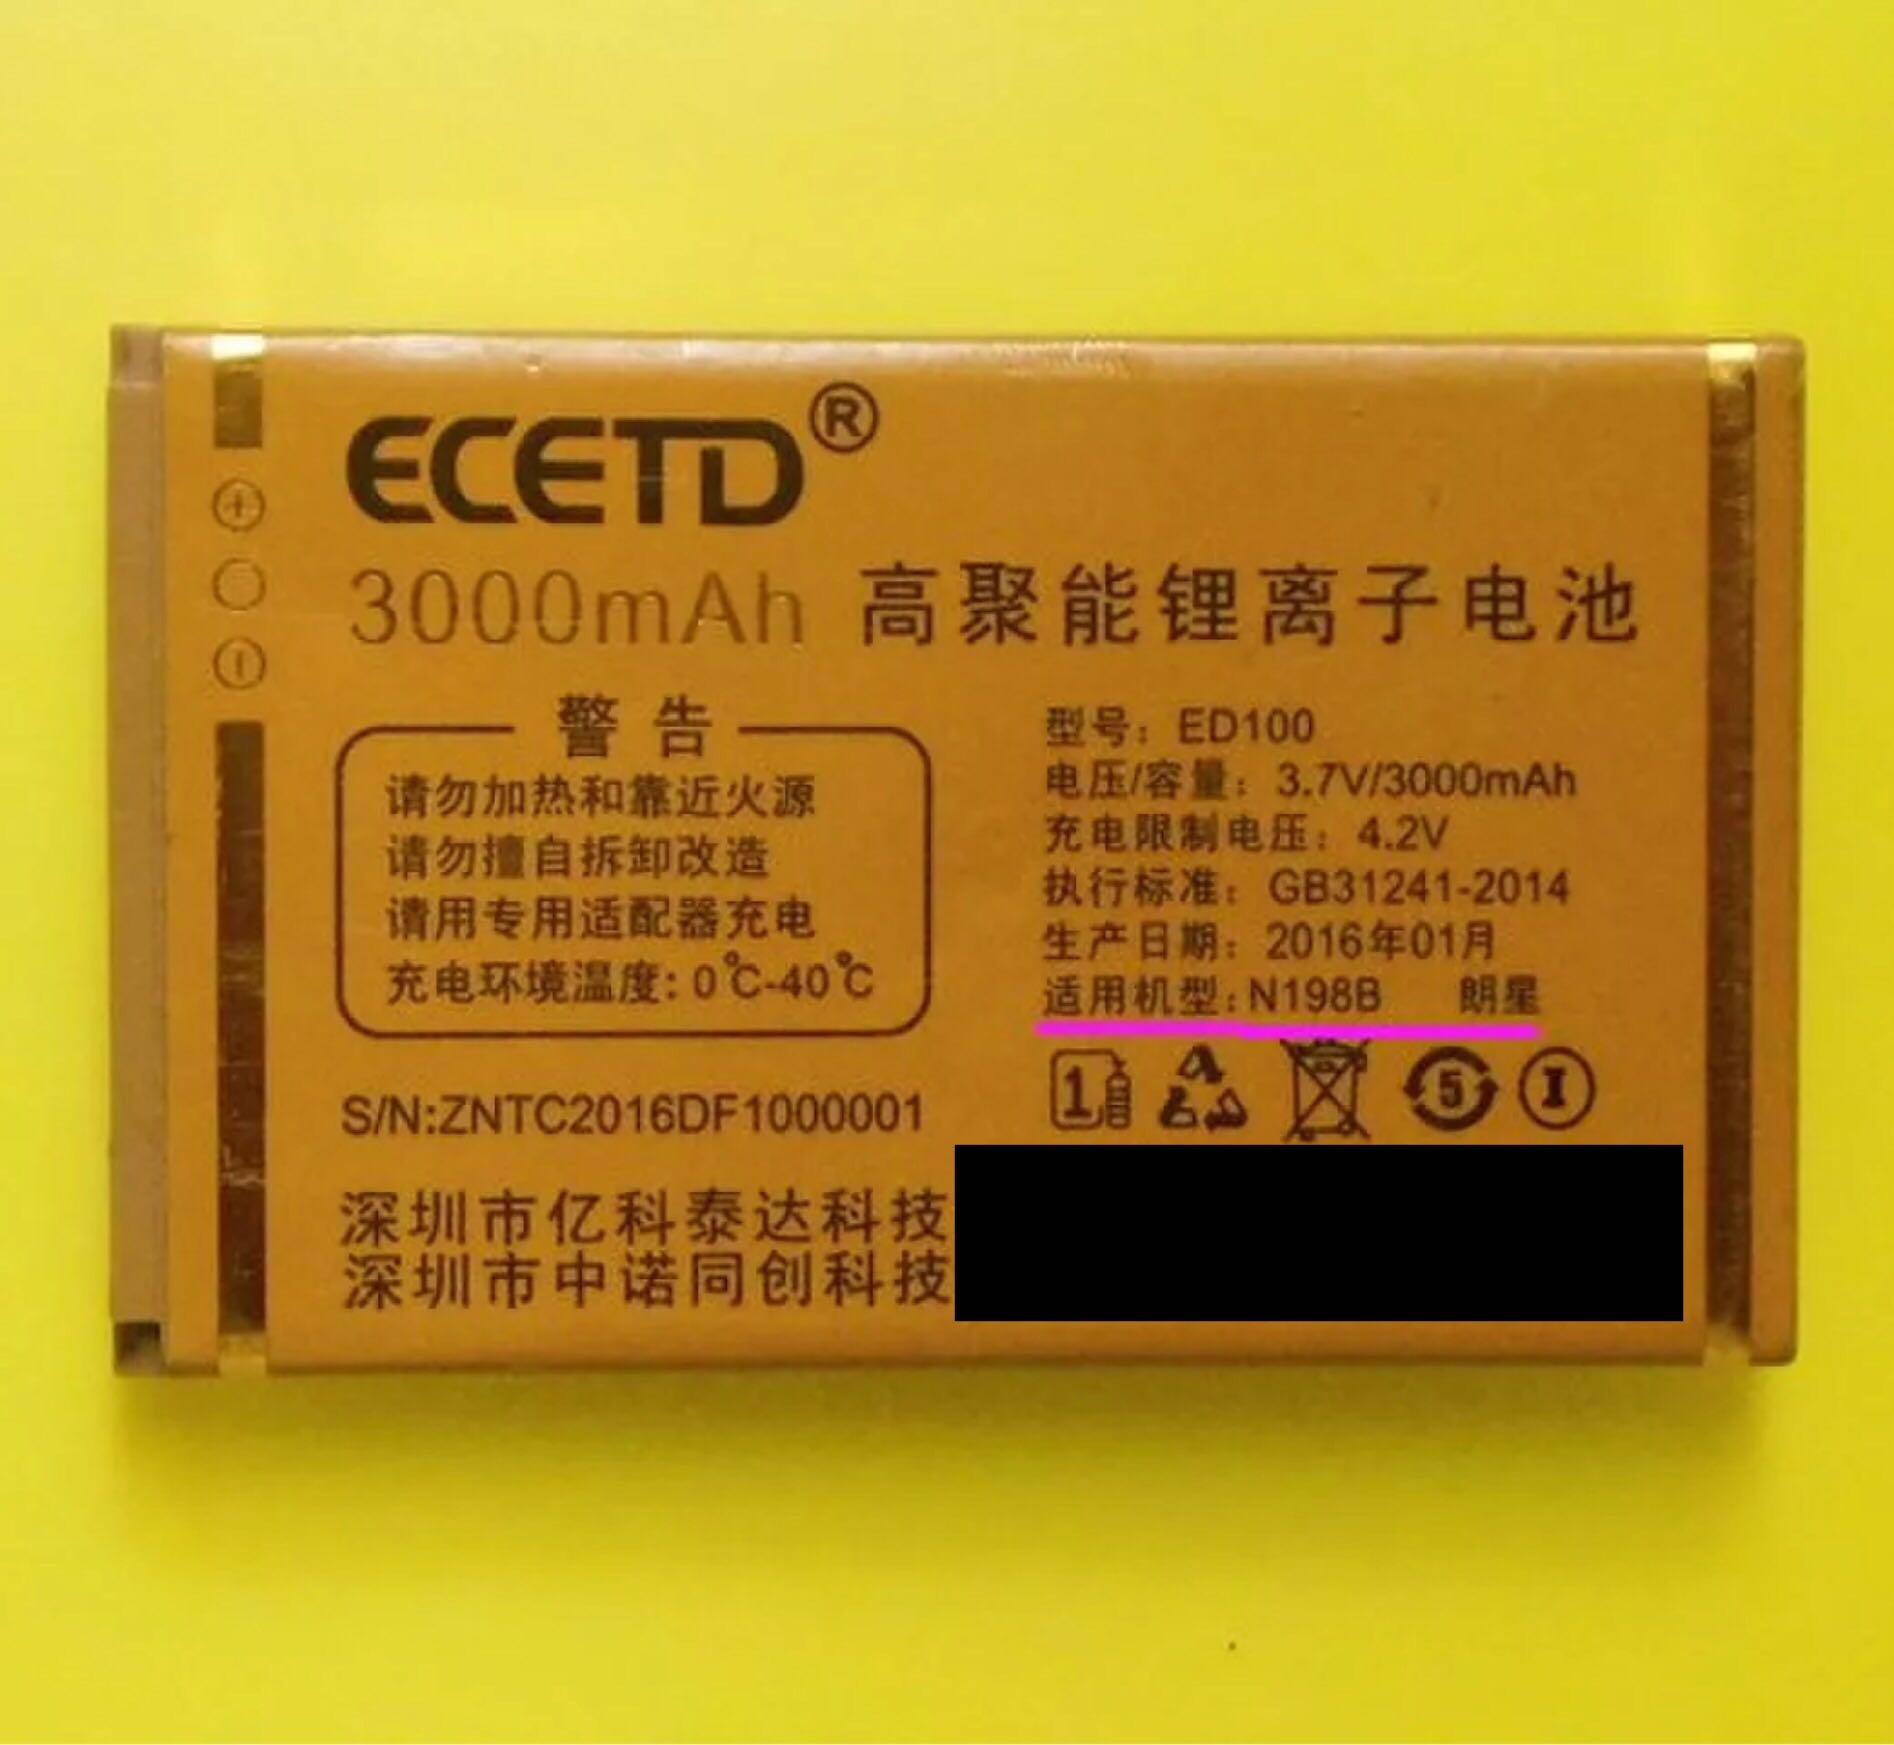 ECETD®
3000mAh 高聚能锂离子电池
警告
请勿加热和靠近火源
请勿擅自拆卸改造
请用专用适配器充电
充电环境温度:0℃-40℃
型号：ED100
电压/容量：3.7V/3000mAh
充电限制电压：4.2V
执行标准：GB31241-2014
生产日期：2016年01月
适用机型:N198B 朗星
1
5
I
S/N:ZNTC2016DF1000001
深圳市亿科泰达科技
深圳市中诺同创科技